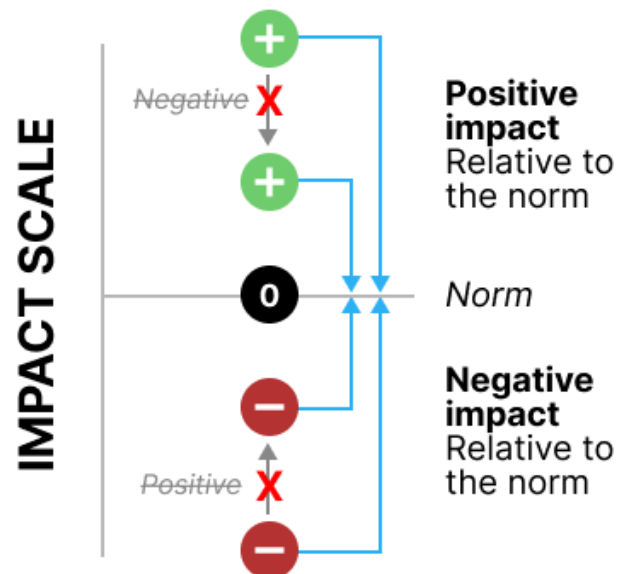 IMPACT SCALE
+
Negative X
+
Positive
impact
Relative to
the norm
0
Norm
−
Negative
impact
Relative to
the norm
Positive X
−